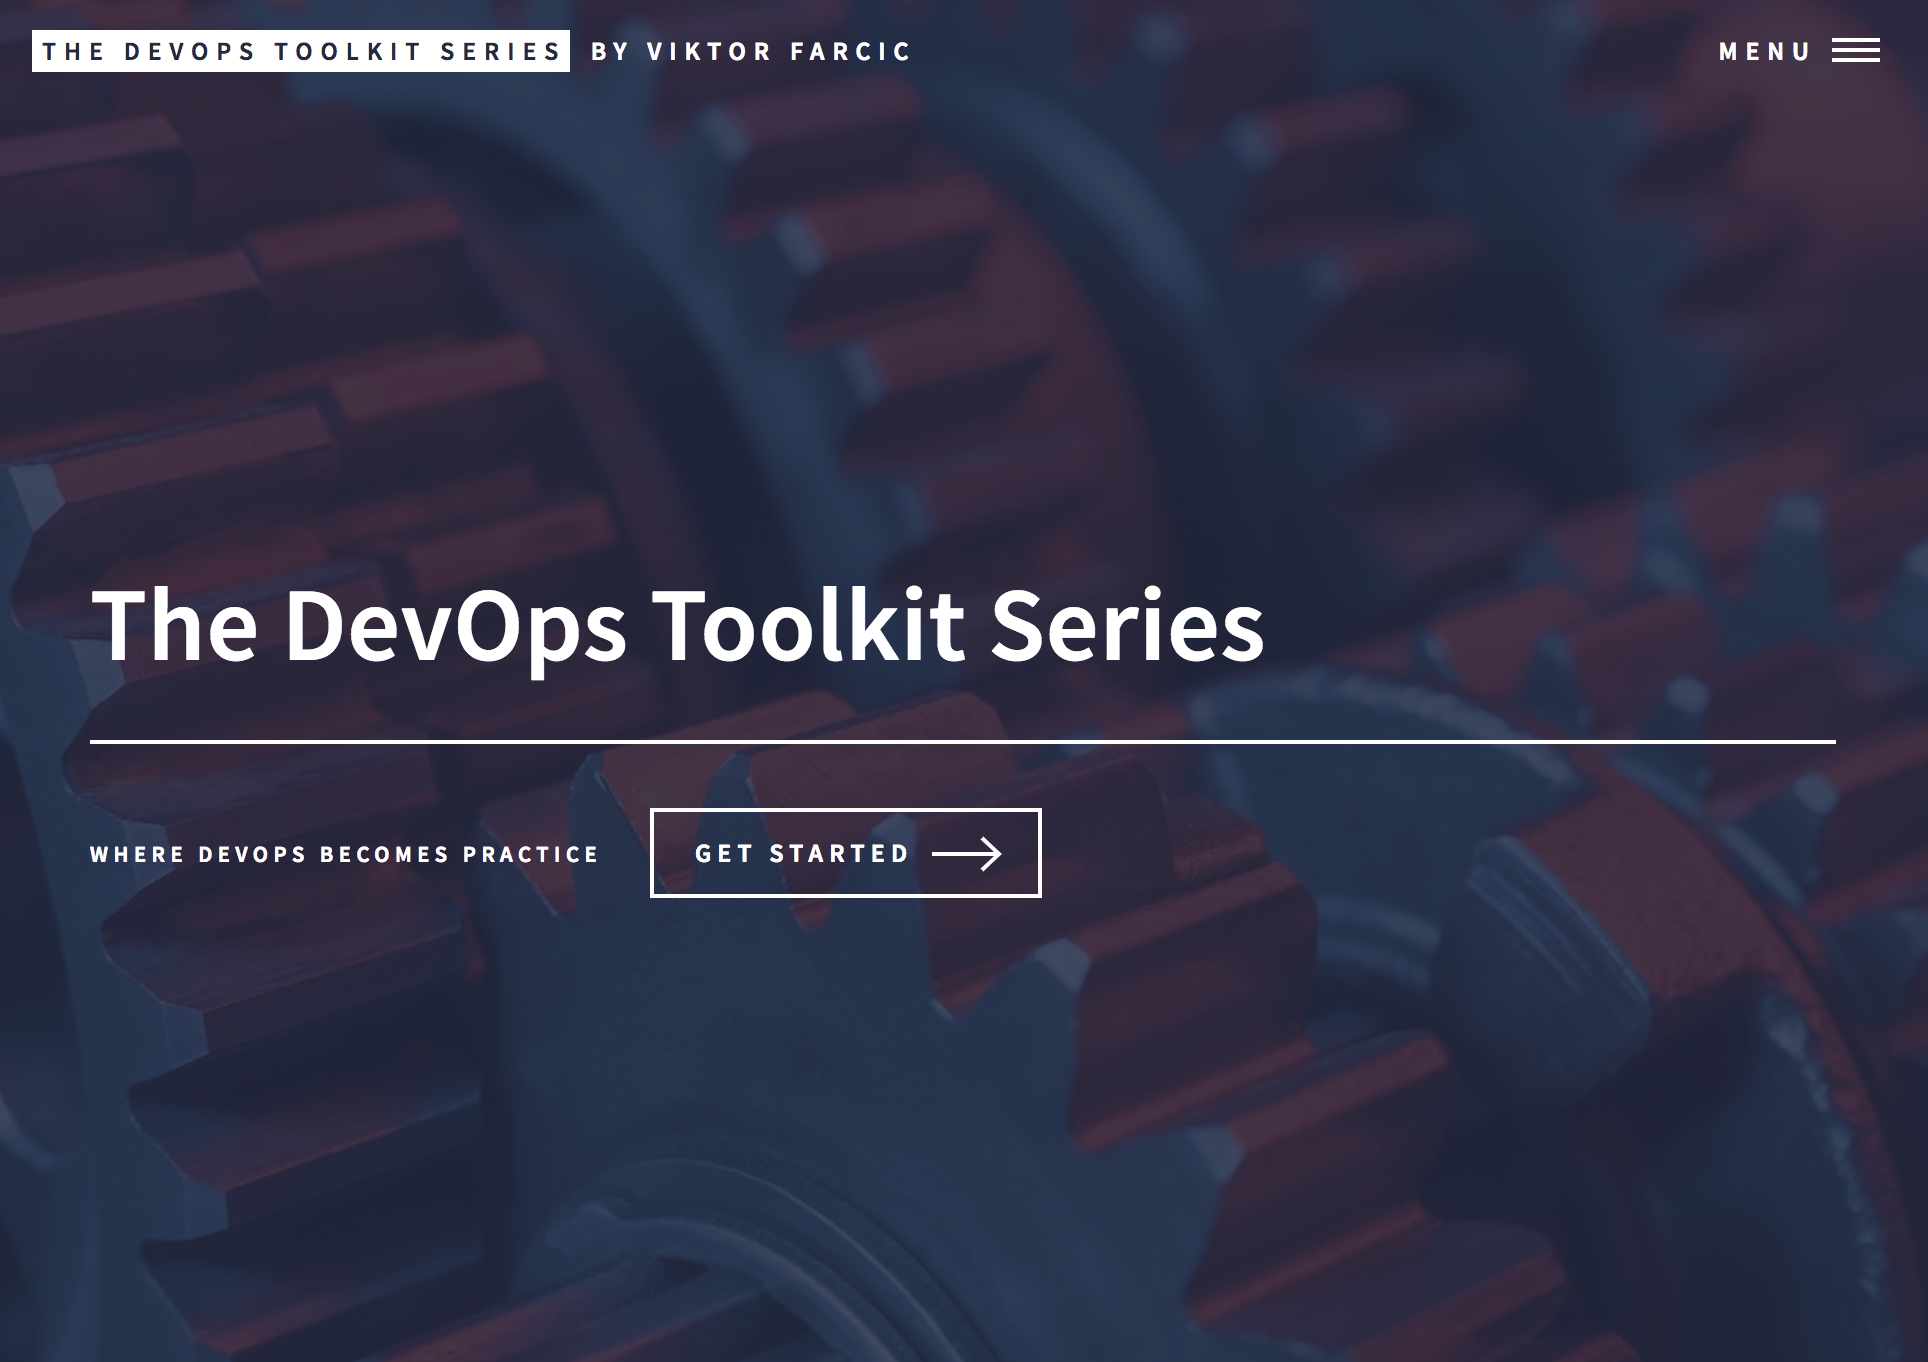 THE DEVOPS TOOLKIT SERIES BY VIKTOR FARCIC
MENU
The DevOps Toolkit Series
WHERE DEVOPS BECOMES PRACTICE
GET STARTED